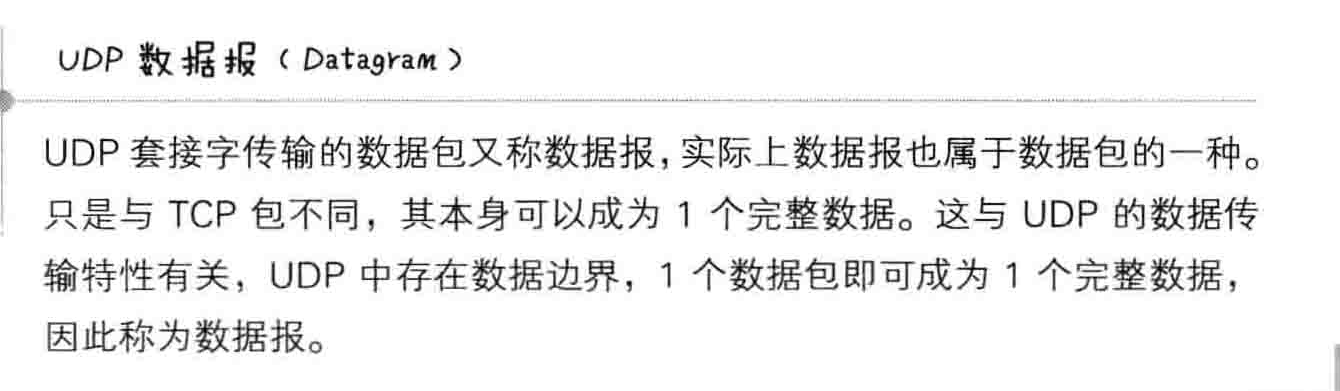 UDP 数据报（Datagram）
UDP 套接字传输的数据包又称数据报，实际上数据报也属于数据包的一种。
只是与 TCP 包不同，其本身可以成为 1 个完整数据。这与 UDP 的数据传
输特性有关，UDP 中存在数据边界，1 个数据包即可成为 1 个完整数据，
因此称为数据报。